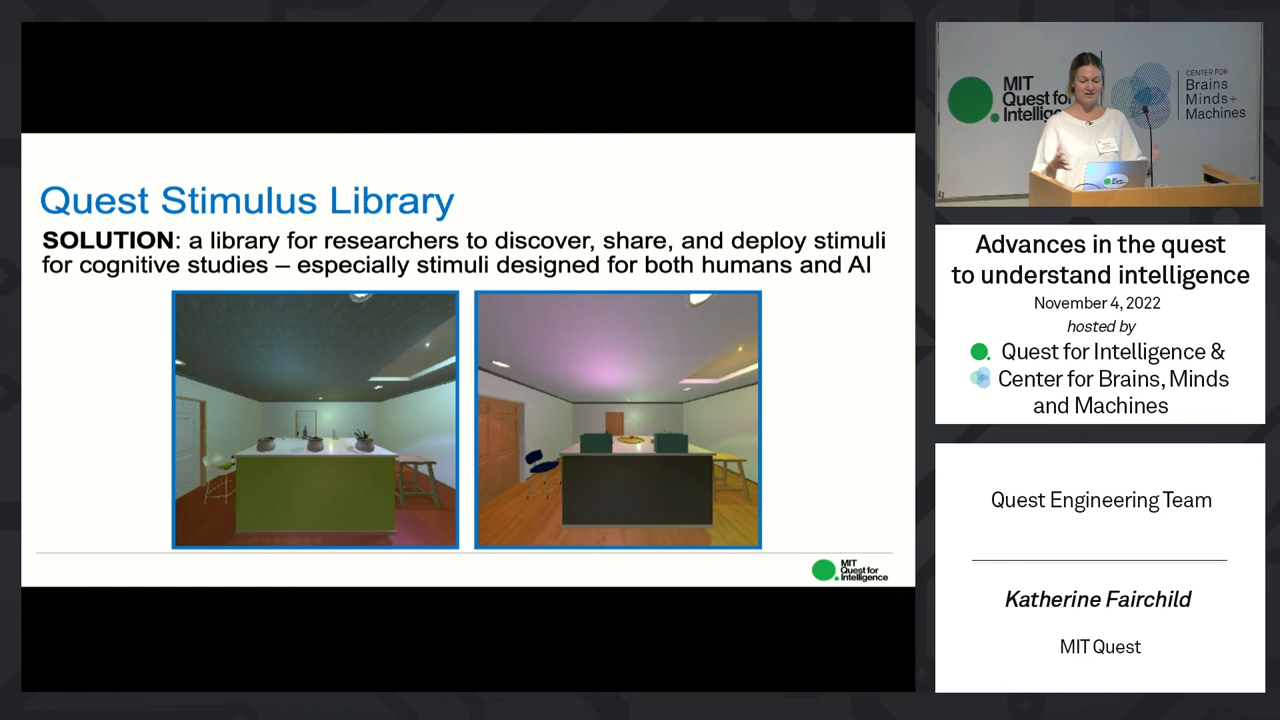 Quest Stimulus Library
SOLUTION: a library for researchers to discover, share, and deploy stimuli
for cognitive studies – especially stimuli designed for both humans and AI
MIT
Quest for
Intelligence
MIT
Quest for
Intellige
CENTER FOR
Brains
Minds+
Machines
Advances in the quest
to understand intelligence
November 4, 2022
hosted by
Quest for Intelligence &
Center for Brains, Minds
and Machines
Quest Engineering Team
Katherine Fairchild
MIT Quest